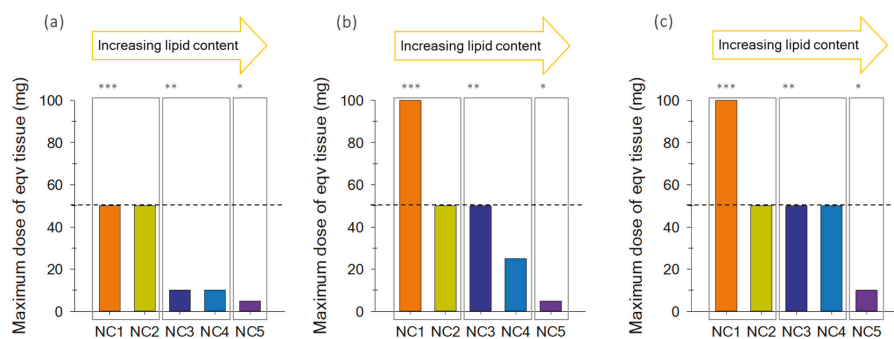 (a)
Increasing lipid content
*** ** *
Maximum dose of eqv tissue (mg)
100
80
60
40
20
0
NC1 NC2 NC3 NC4 NC5
(b)
Increasing lipid content
*** ** *
Maximum dose of eqv tissue (mg)
100
80
60
40
20
0
NC1 NC2 NC3 NC4 NC5
(c)
Increasing lipid content
*** ** *
Maximum dose of eqv tissue (mg)
100
80
60
40
20
0
NC1 NC2 NC3 NC4 NC5